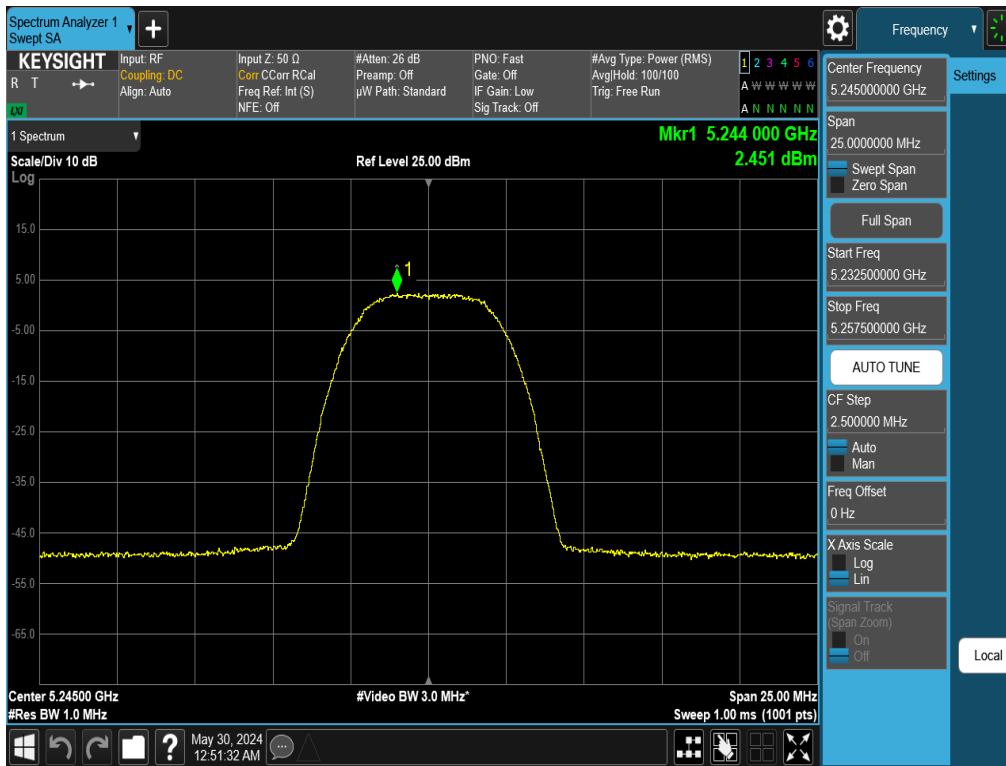 Spectrum Analyzer 1
Swept SA
Frequency
KEYSIGHT
R T
LXI
Input: RF
Coupling: DC
Align: Auto
Input Z: 50 Ω
Corr CCorr RCal
Freq Ref: Int (S)
NFE: Off
#Atten: 26 dB
Preamp: Off
µW Path: Standard
PNO: Fast
Gate: Off
IF Gain: Low
Sig Track: Off
#Avg Type: Power (RMS)
Avg|Hold: 100/100
Trig: Free Run
1 2 3 4 5 6
A W W W W W
A N N N N N
1 Spectrum
Scale/Div 10 dB
Log
Ref Level 25.00 dBm
Mkr1 5.244 000 GHz
2.451 dBm
15.0
5.00
-5.00
-15.0
-25.0
-35.0
-45.0
-55.0
-65.0
1
Center 5.24500 GHz
#Res BW 1.0 MHz
#Video BW 3.0 MHz*
Span 25.00 MHz
Sweep 1.00 ms (1001 pts)
Center Frequency
5.245000000 GHz
Settings
Span
25.0000000 MHz
Swept Span
Zero Span
Full Span
Start Freq
5.232500000 GHz
Stop Freq
5.257500000 GHz
AUTO TUNE
CF Step
2.500000 MHz
Auto
Man
Freq Offset
0 Hz
X Axis Scale
Log
Lin
Signal Track
(Span Zoom)
On
Off
Local
?
May 30, 2024
12:51:32 AM